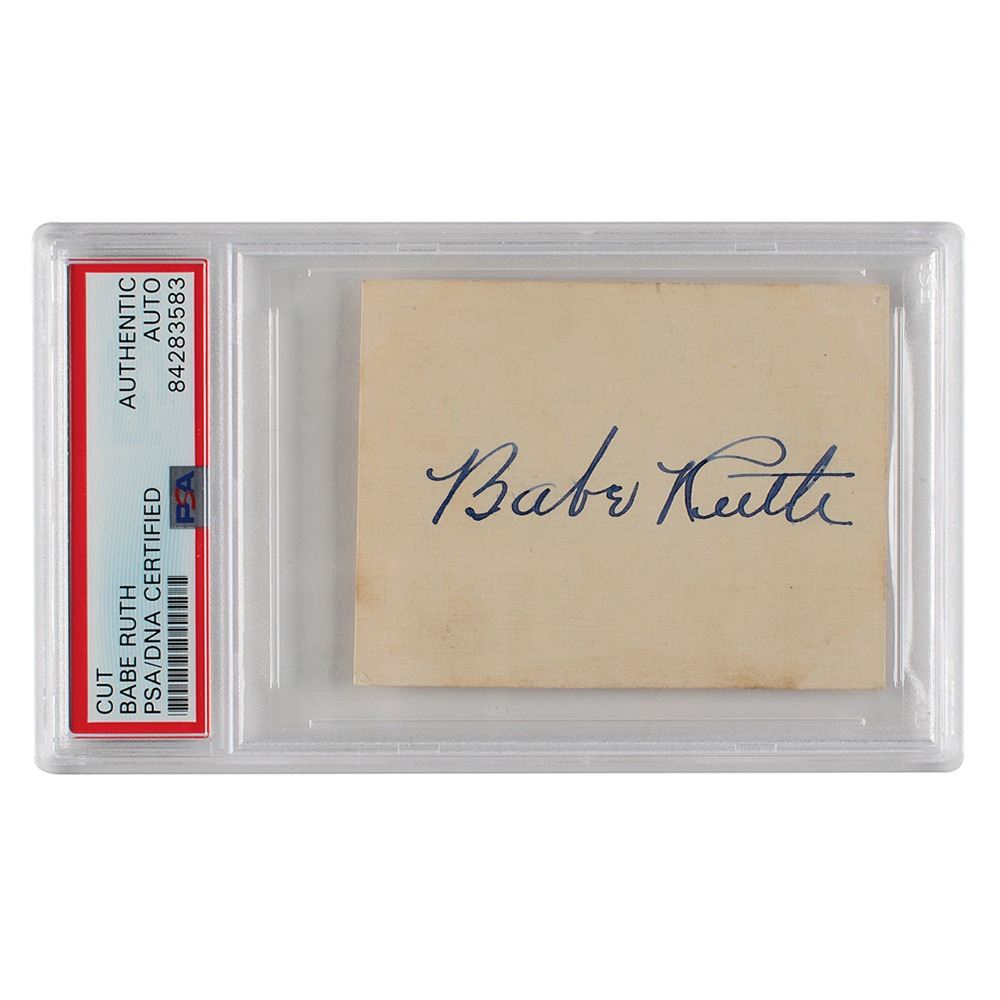 CUT
BABE RUTH
PSA/DNA CERTIFIED
AUTHENTIC
AUTO
84283583
PSA
Babe Ruth